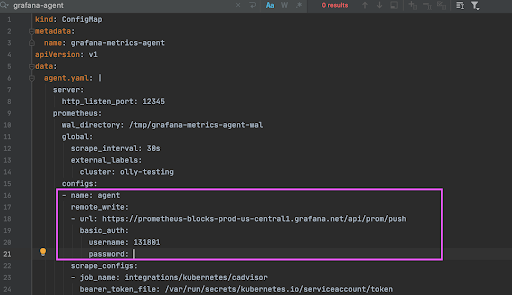 grafana-agent
Aa W .* 0 results
1 kind: ConfigMap
2 metadata:
3 name: grafana-metrics-agent
4 apiVersion: v1
5 data:
6 agent.yaml: |
7 server:
8 http_listen_port: 12345
9 prometheus:
10 wal_directory: /tmp/grafana-metrics-agent-wal
11 global:
12 scrape_interval: 30s
13 external_labels:
14 cluster: olly-testing
15 configs:
16 - name: agent
17 remote_write:
18 - url: https://prometheus-blocks-prod-us-central1.grafana.net/api/prom/push
19 basic_auth:
20 username: 131801
21 password:
22 scrape_configs:
23 - job_name: integrations/kubernetes/cadvisor
24 bearer_token_file: /var/run/secrets/kubernetes.io/serviceaccount/token